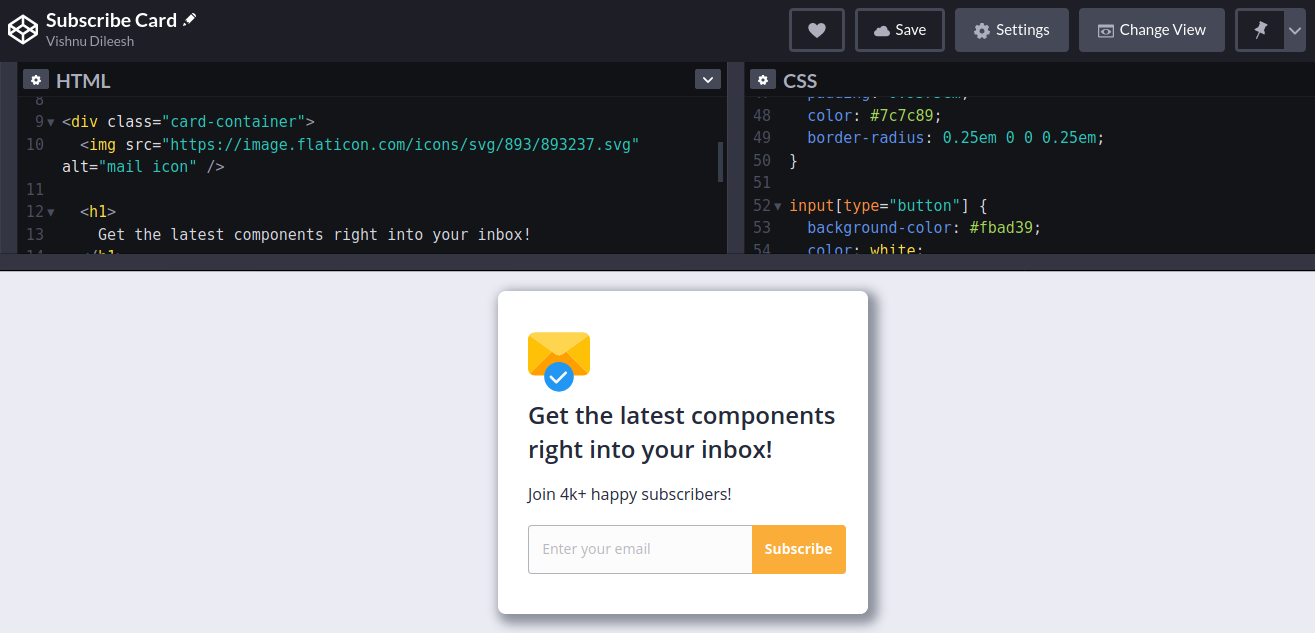 Subscribe Card
Vishnu Dileesh
Save
Settings
Change View
HTML
8
9 <div class="card-container">
10 <img src="https://image.flaticon.com/icons/svg/893/893237.svg"
alt="mail icon" />
11
12 <h1>
13 Get the latest components right into your inbox!
14
CSS
48 color: #7c7c89;
49 border-radius: 0.25em 0 0 0.25em;
50 }
51
52 input[type="button"] {
53 background-color: #fbad39;
54 color: white;
Get the latest components
right into your inbox!
Join 4k+ happy subscribers!
Enter your email
Subscribe